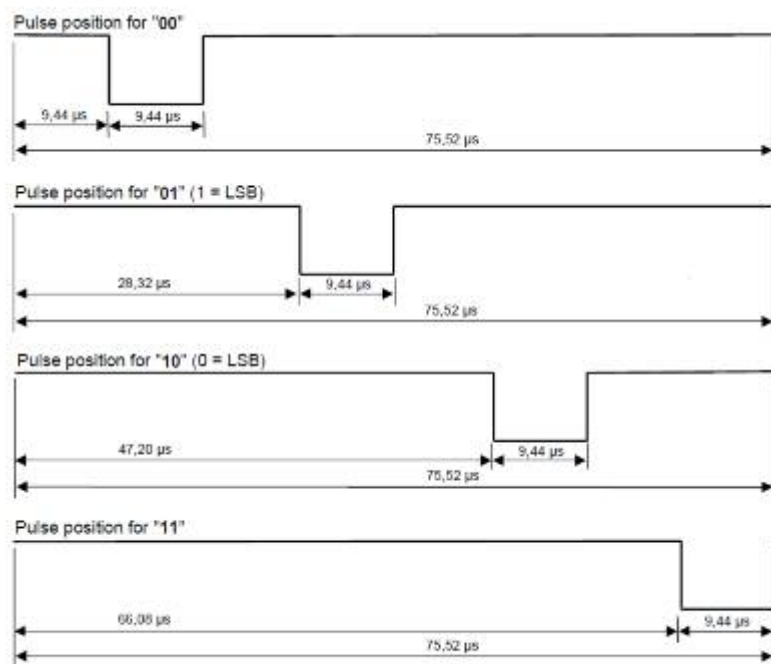 Pulse position for "00"
9,44 µs 9,44 µs
75,52 µs
Pulse position for "01" (1 = LSB)
28,32 µs 9,44 µs
75,52 µs
Pulse position for "10" (0 = LSB)
47,20 µs 9,44 µs
75,52 µs
Pulse position for "11"
66,08 µs 9,44 µs
75,52 µs